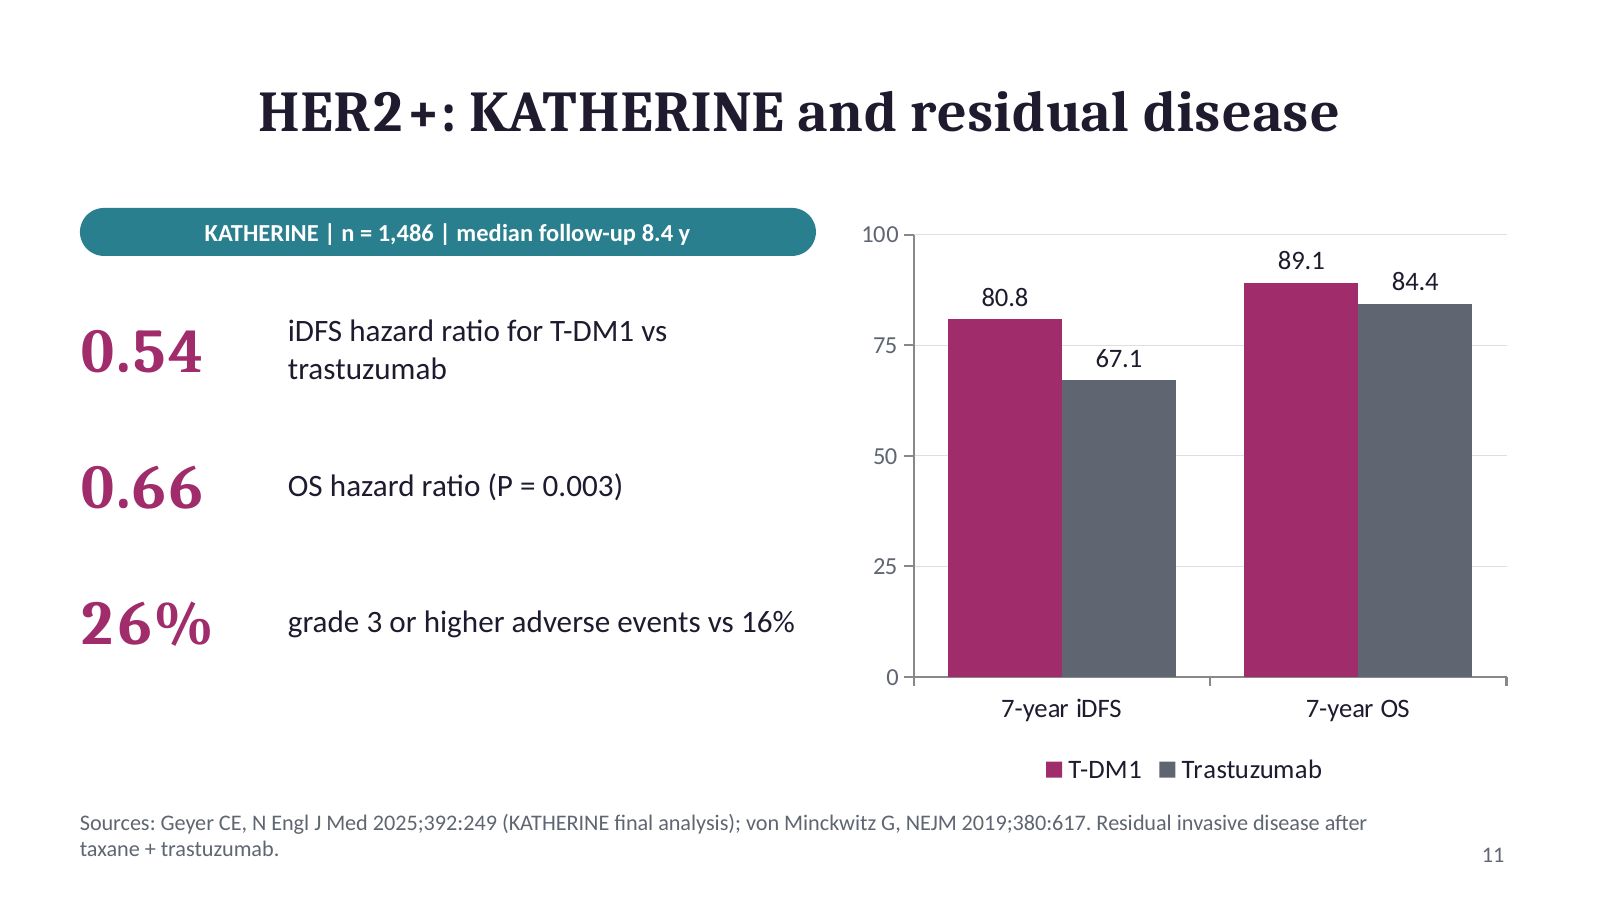 HER2+: KATHERINE and residual disease
KATHERINE | n = 1,486 | median follow-up 8.4 y
0.54
iDFS hazard ratio for T-DM1 vs
trastuzumab
0.66
OS hazard ratio (P = 0.003)
26%
grade 3 or higher adverse events vs 16%
100
75
50
25
0
80.8
67.1
89.1
84.4
7-year iDFS
7-year OS
T-DM1
Trastuzumab
Sources: Geyer CE, N Engl J Med 2025;392:249 (KATHERINE final analysis); von Minckwitz G, NEJM 2019;380:617. Residual invasive disease after
taxane + trastuzumab.
11